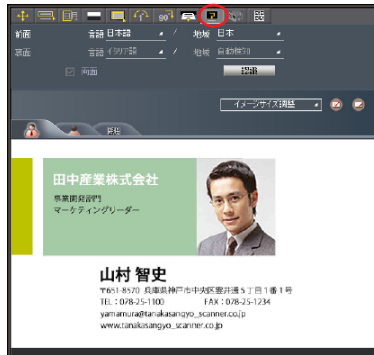 90°
前面 言語 日本語 / 地域 日本
裏面 言語 イタリア語 / 地域 自動検知
両面 認識
イメージサイズ調整
田中産業株式会社
事業開発部門
マーケティングリーダー
山村 智史
〒651-8570 兵庫県神戸市中央区雲井通5丁目1番1号
TEL：078-25-1100 FAX：078-25-1234
yamamura@tanakasangyo_scanner.co.jp
www.tanakasangyo_scanner.co.jp